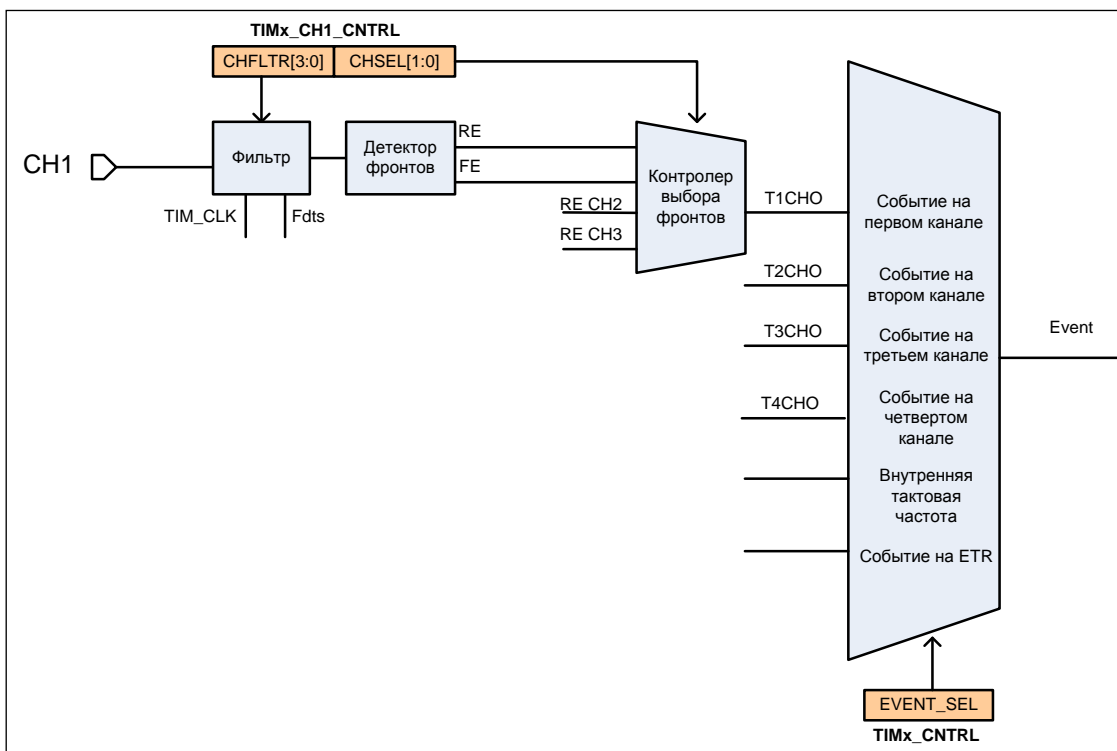 TIMx_CH1_CNTRL
CHFLTR[3:0] CHSEL[1:0]
CH1
Фильтр
TIM_CLK
Fdts
Детектор
фронтов
RE
FE
RE CH2
RE CH3
Контролер
выбора
фронтов
T1CHO
T2CHO
T3CHO
T4CHO
Событие на
первом канале
Событие на
втором канале
Событие на
третьем канале
Событие на
четвертом
канале
Внутренняя
тактовая
частота
Событие на ETR
Event
EVENT_SEL
TIMx_CNTRL